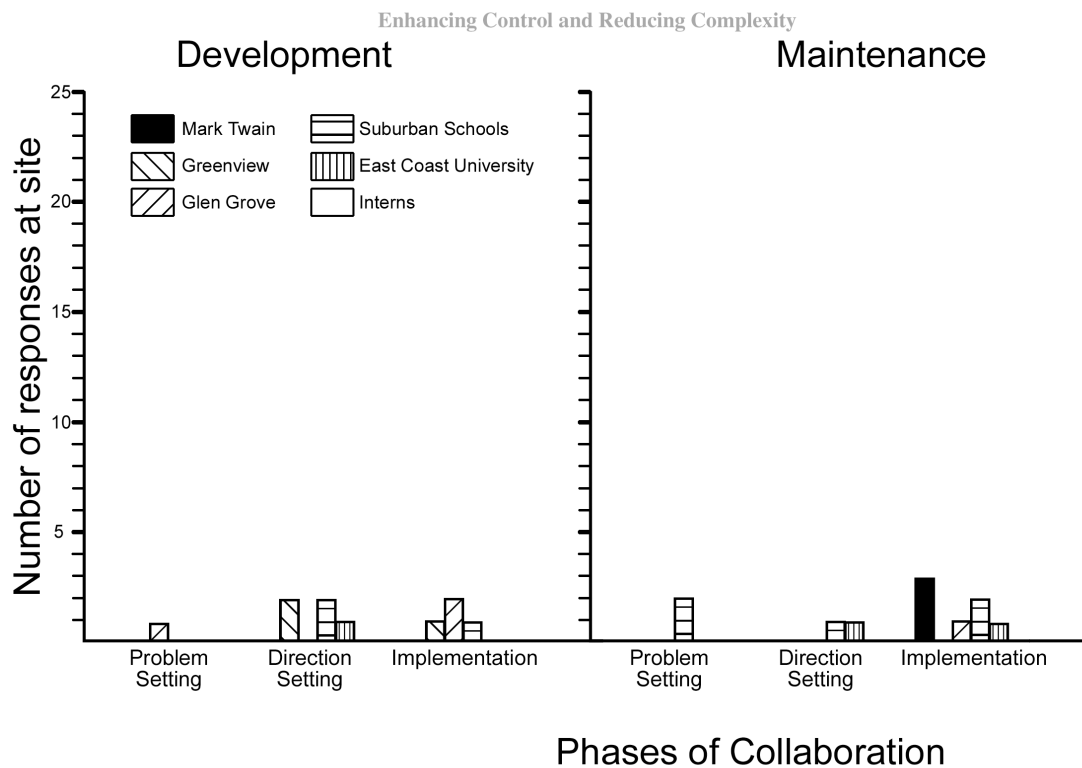 Enhancing Control and Reducing Complexity
Development
Maintenance
Number of responses at site
25
20
15
10
5
Mark Twain
Greenview
Glen Grove
Suburban Schools
East Coast University
Interns
Problem
Setting
Direction
Setting
Implementation
Problem
Setting
Direction
Setting
Implementation
Phases of Collaboration